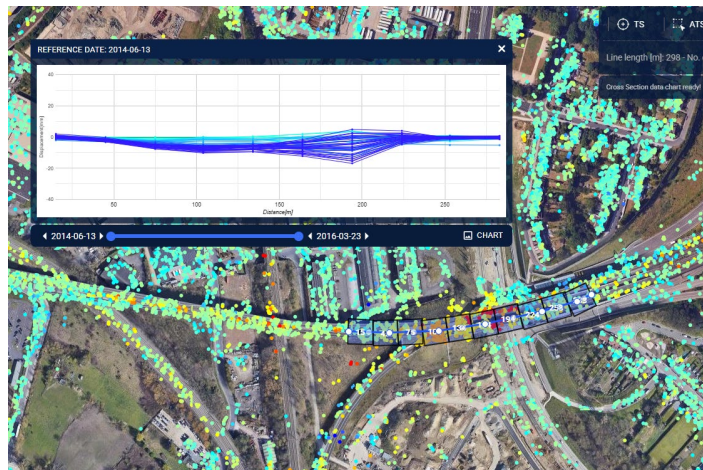 REFERENCE DATE: 2014-06-13
TS
ATS
Line length [m]: 298 - No.
Cross Section data chart ready!
40
20
0
-20
-40
Displacement[mm]
50
100
150
200
250
Distance[m]
2014-06-13
2016-03-23
CHART
194